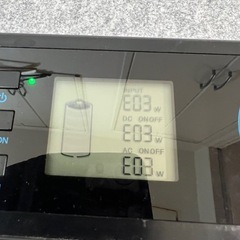 INPUT
E03 W
DC ON OFF
E03 W
AC ON OFF
E03 W
ON